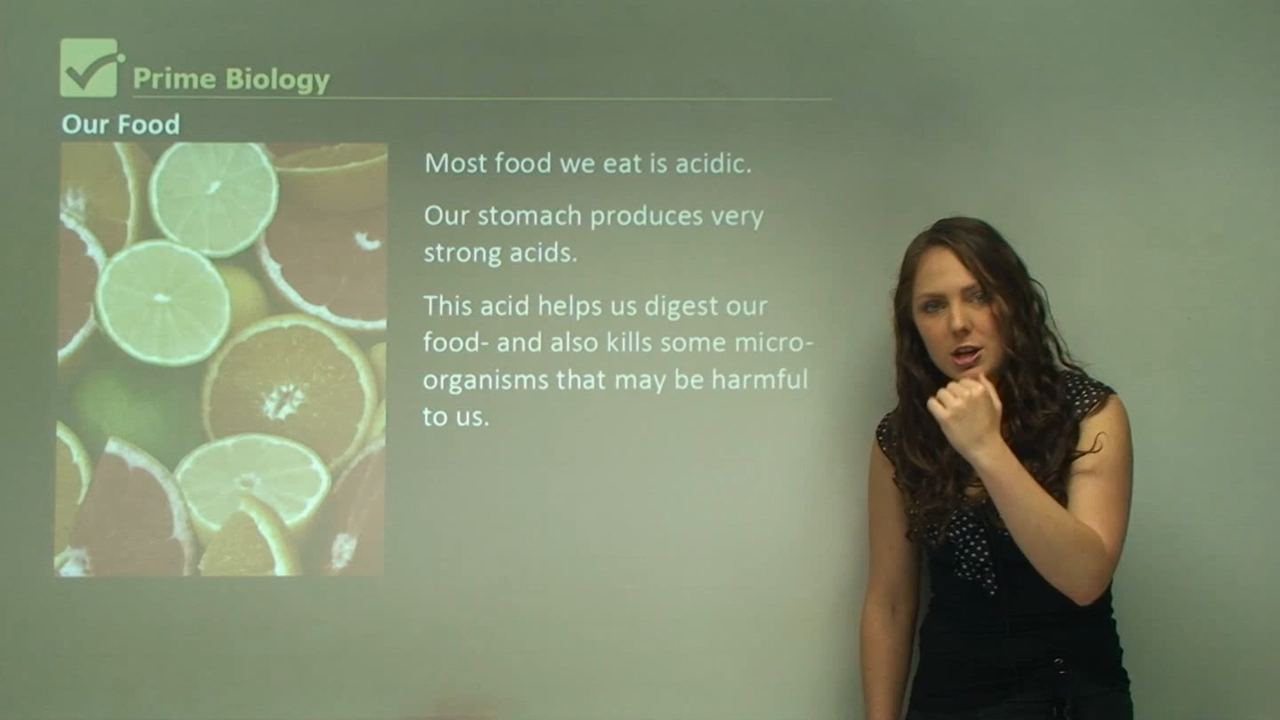 Prime Biology
Our Food
Most food we eat is acidic.
Our stomach produces very
strong acids.
This acid helps us digest our
food- and also kills some micro-
organisms that may be harmful
to us.